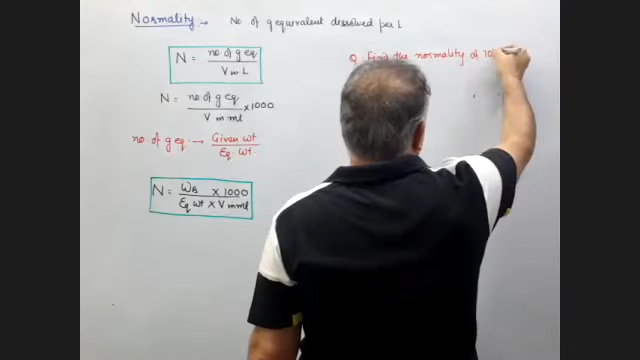 Normality. No of g equivalent dissolved per L
N = no of g eq / V in L
N = no of g eq / V in ml × 1000
no. of g eq. → Given wt / Eq. wt
N = WB × 1000 / Eq wt × V in ml
Q Find the normality of 10